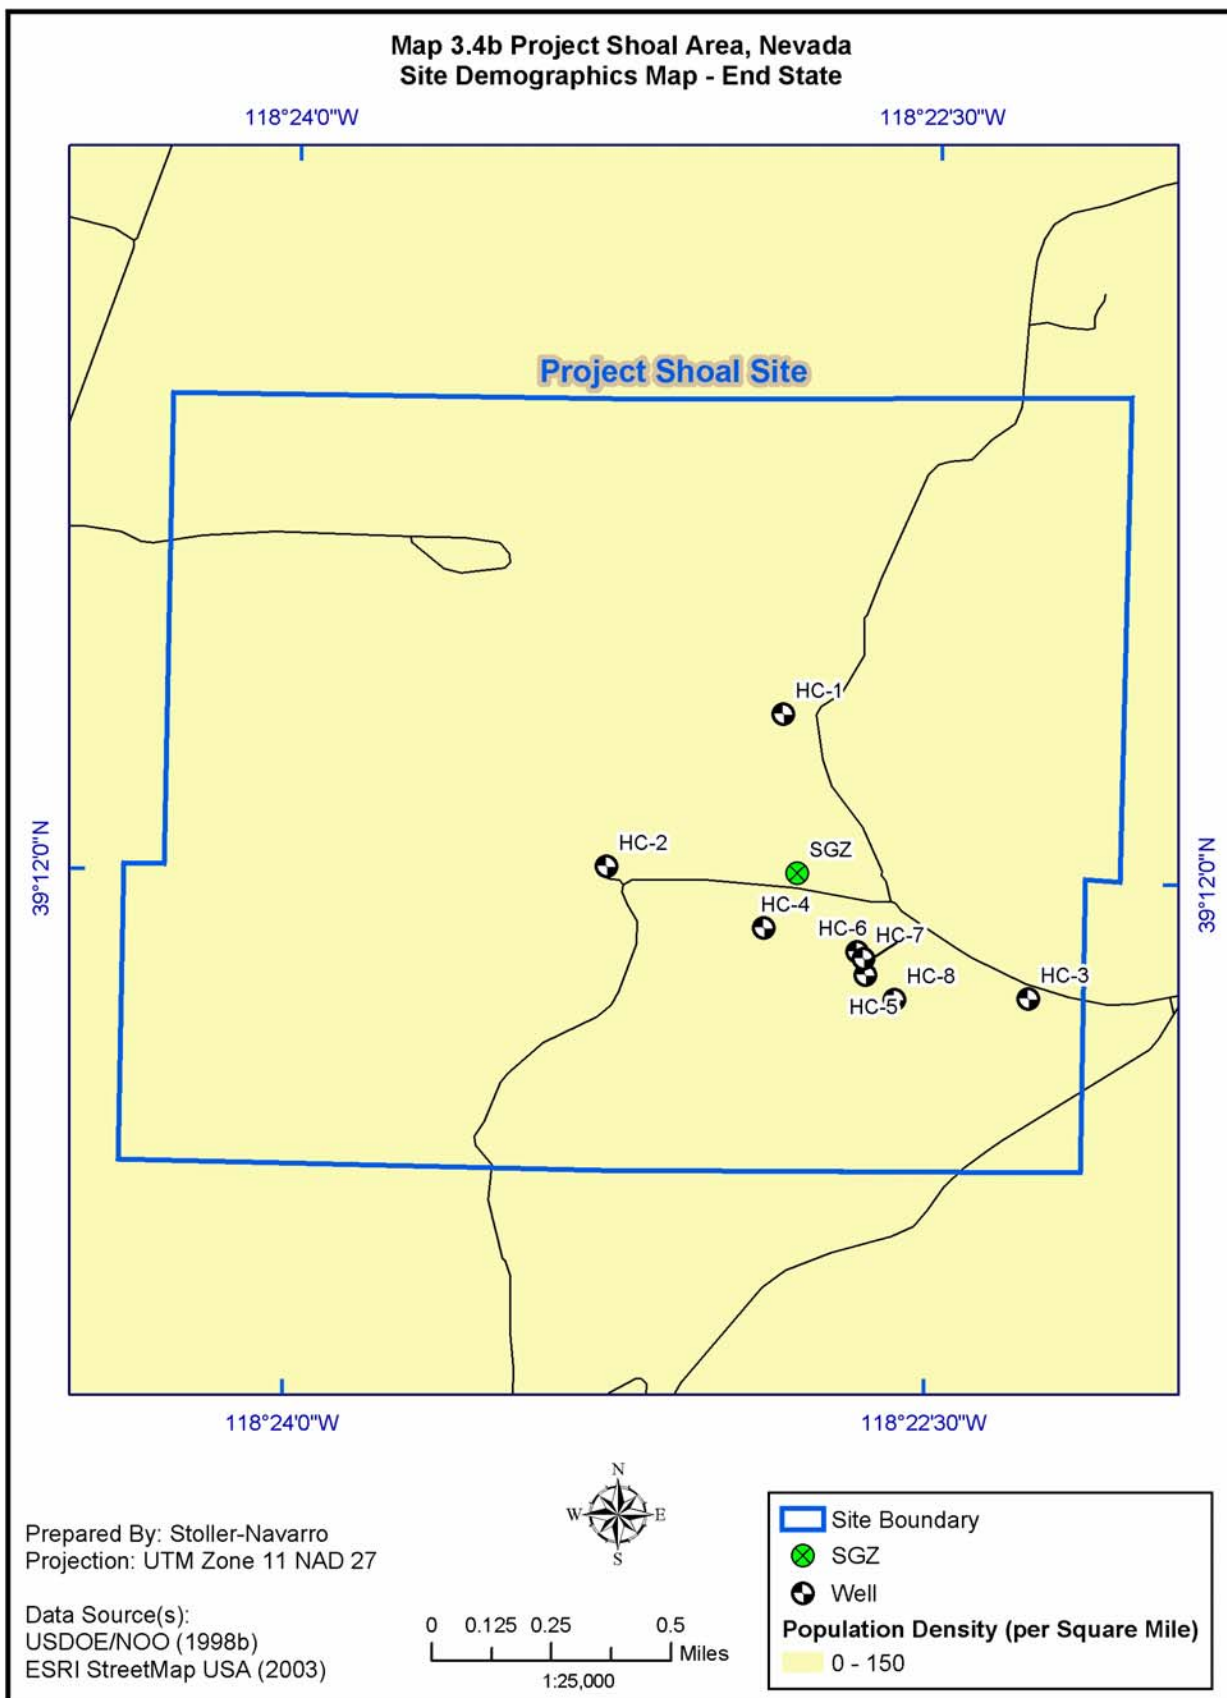 Map 3.4b Project Shoal Area, Nevada
Site Demographics Map - End State
118°24'0"W
118°22'30"W
Project Shoal Site
HC-1
39°12'0"N
39°12'0"N
HC-2
SGZ
HC-4
HC-6
HC-7
HC-8
HC-3
HC-5
118°24'0"W
118°22'30"W
N
W
E
S
Prepared By: Stoller-Navarro
Projection: UTM Zone 11 NAD 27
Data Source(s):
USDOE/NOO (1998b)
ESRI StreetMap USA (2003)
0 0.125 0.25 0.5
Miles
1:25,000
Site Boundary
SGZ
Well
Population Density (per Square Mile)
0 - 150